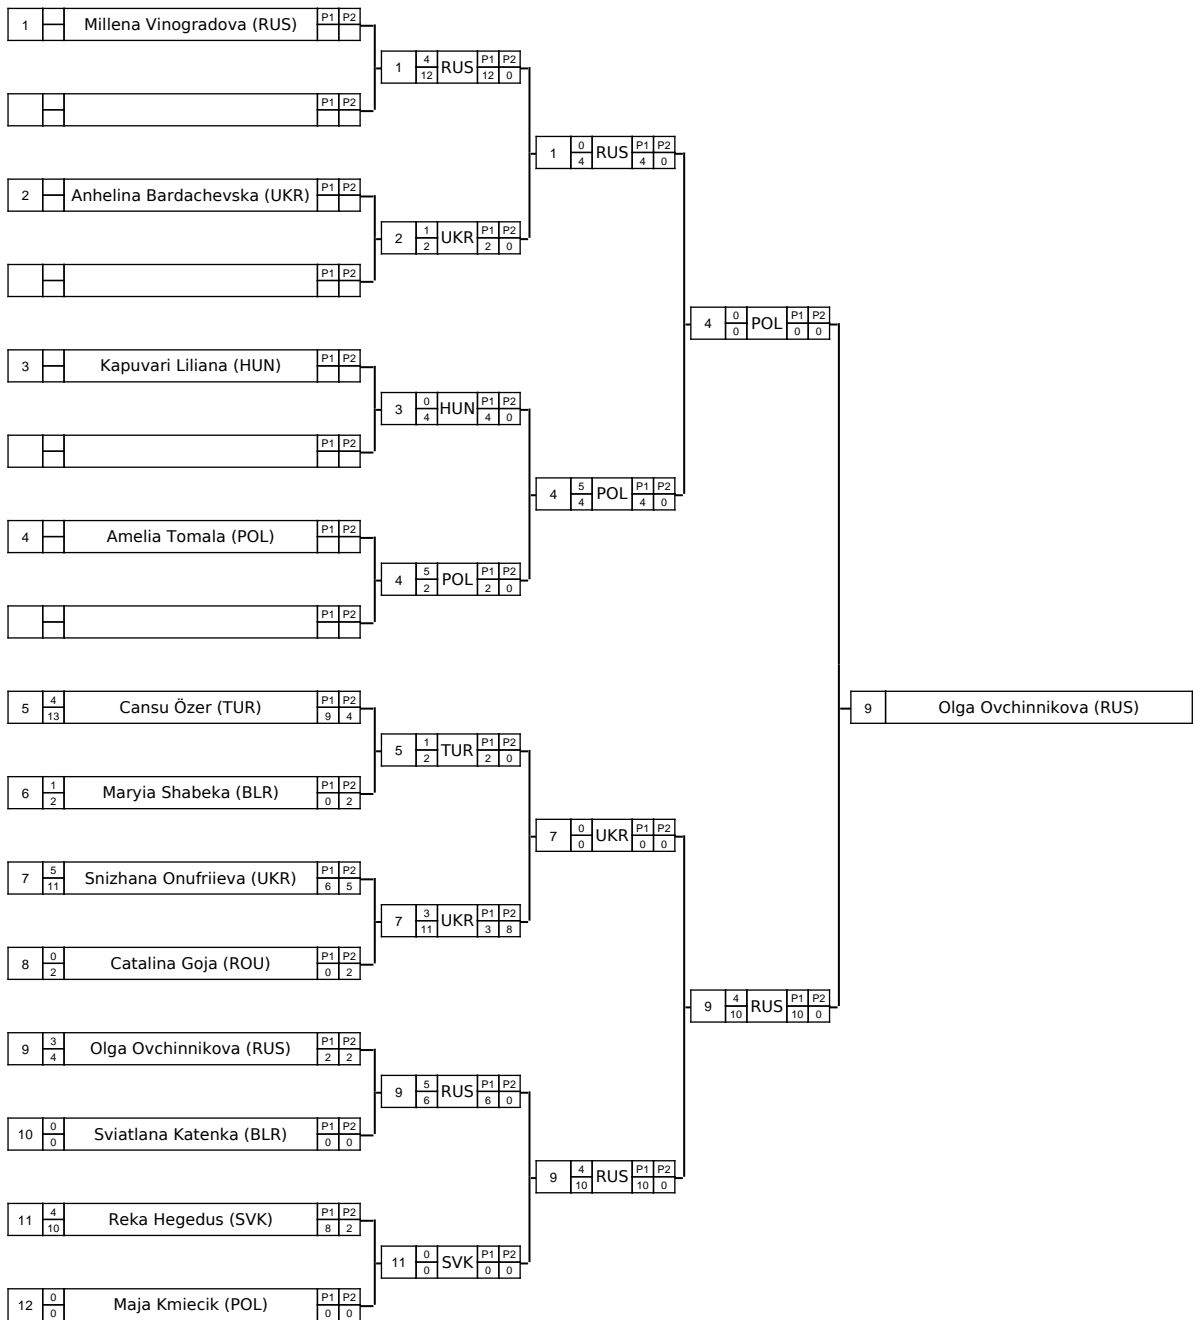 1 Millena Vinogradova (RUS) P1 P2
1 4 12 RUS P1 P2 12 0
P1 P2
1 0 4 RUS P1 P2 4 0
2 Anhelina Bardachevska (UKR) P1 P2
2 1 2 UKR P1 P2 2 0
P1 P2
4 0 0 POL P1 P2 0 0
3 Kapuvari Liliana (HUN) P1 P2
3 0 4 HUN P1 P2 4 0
P1 P2
4 5 4 POL P1 P2 4 0
4 Amelia Tomala (POL) P1 P2
4 5 2 POL P1 P2 2 0
P1 P2
5 4 13 Cansu Özer (TUR) P1 P2 9 4
9 Olga Ovchinnikova (RUS)
5 1 2 TUR P1 P2 2 0
6 1 2 Maryia Shabeka (BLR) P1 P2 0 2
7 0 0 UKR P1 P2 0 0
7 5 11 Snizhana Onufriieva (UKR) P1 P2 6 5
7 3 11 UKR P1 P2 3 8
8 0 2 Catalina Goja (ROU) P1 P2 0 2
9 4 10 RUS P1 P2 10 0
9 3 4 Olga Ovchinnikova (RUS) P1 P2 2 2
9 5 6 RUS P1 P2 6 0
10 0 0 Sviatlana Katenka (BLR) P1 P2 0 0
9 4 10 RUS P1 P2 10 0
11 4 10 Reka Hegedus (SVK) P1 P2 8 2
11 0 0 SVK P1 P2 0 0
12 0 0 Maja Kmiecik (POL) P1 P2 0 0